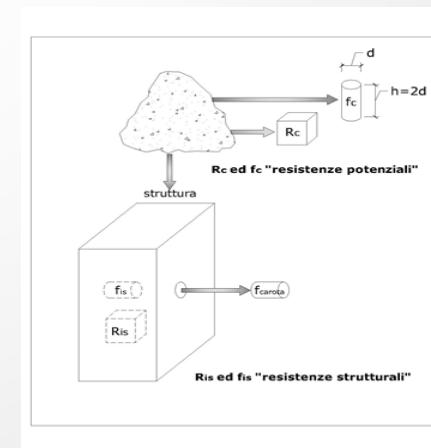 d
fc
h=2d
Rc
Rc ed fc "resistenze potenziali"
struttura
fis
fcarota
Ris
Ris ed fis "resistenze strutturali"